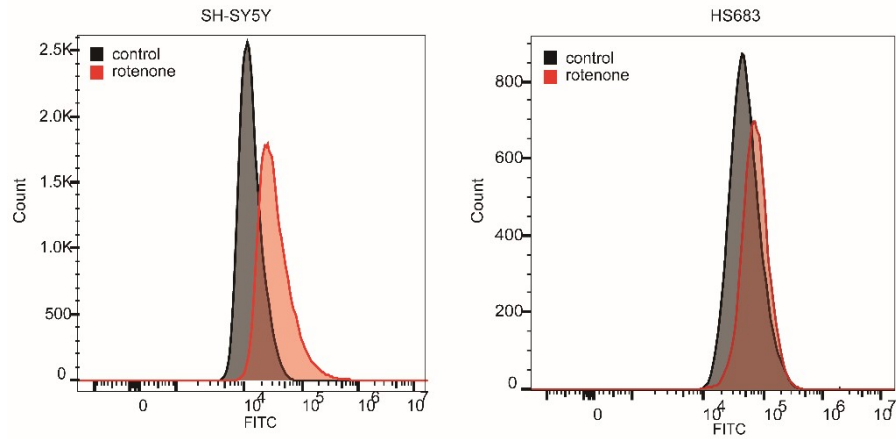 SH-SY5Y
control
rotenone
2.5K
2.0K
1.5K
1.0K
500
0
Count
0
10^4
10^5
10^6
10^7
FITC
HS683
control
rotenone
800
600
400
200
0
Count
0
10^4
10^5
10^6
10^7
FITC